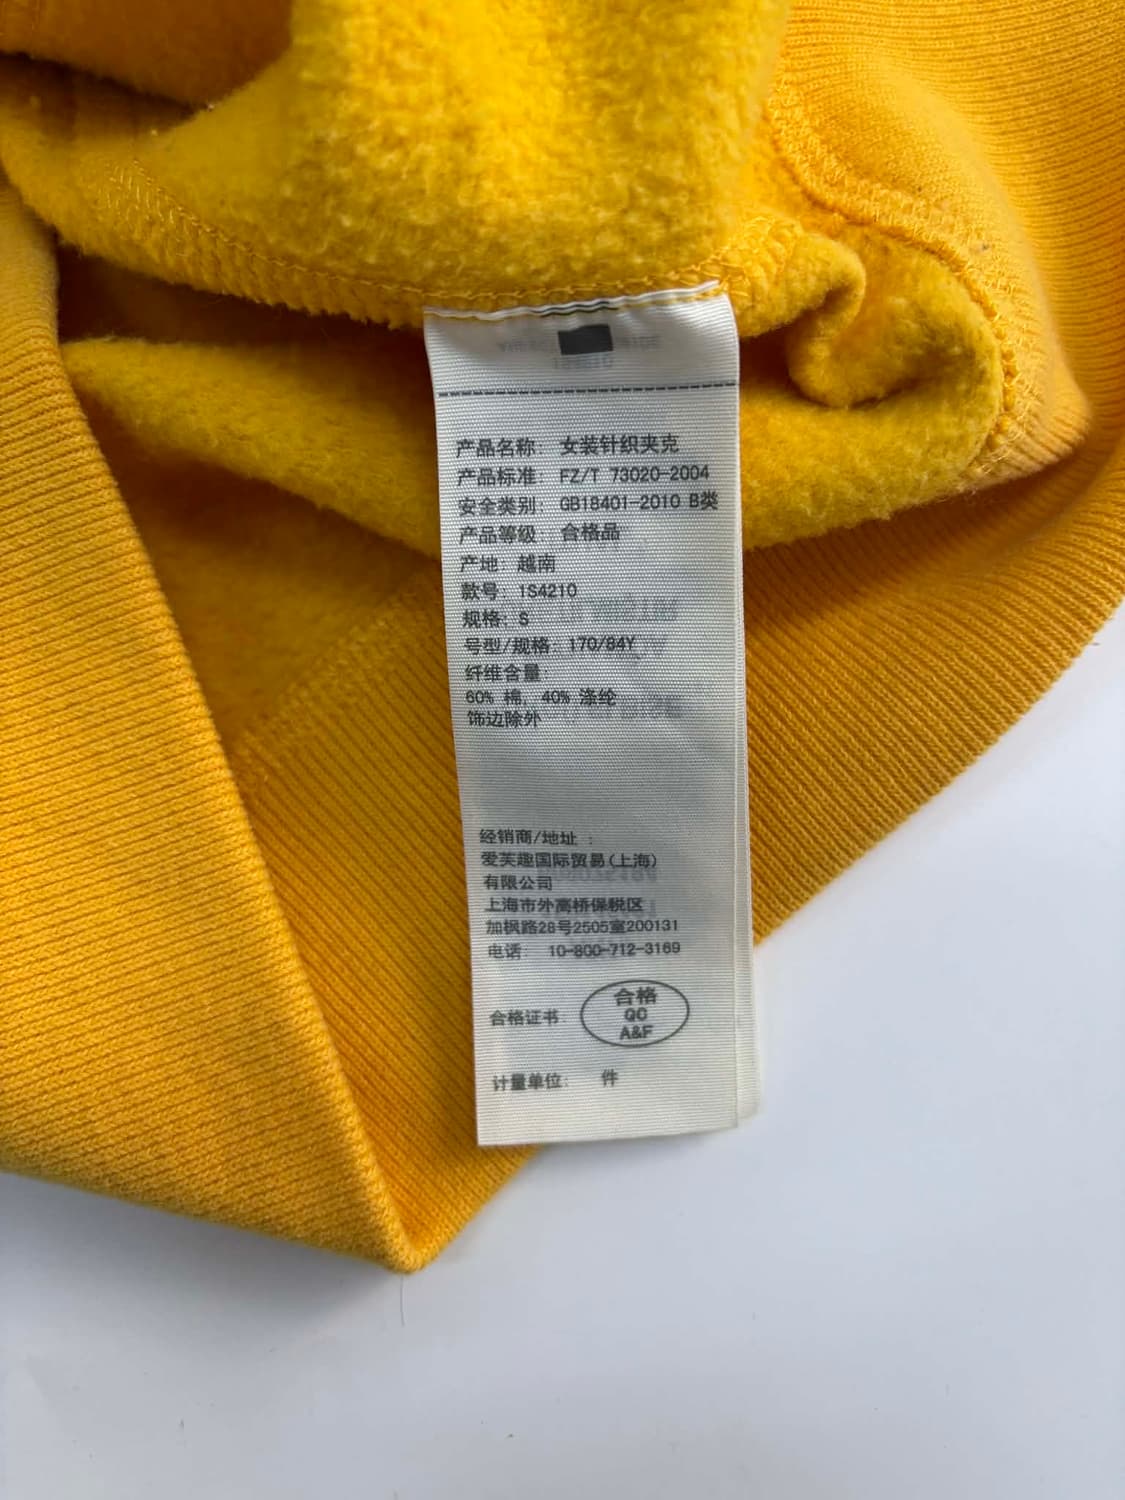 产品名称: 女装针织夹克
产品标准: FZ/T 73020-2004
安全类别: GB18401-2010 B类
产品等级: 合格品
产地: 越南
款号: 1S4210
规格: S
号型/规格: 170/84Y
纤维含量:
60% 棉, 40% 涤纶
饰边除外
经销商/地址 :
爱芙趣国际贸易(上海)
有限公司
上海市外高桥保税区
加枫路28号2505室200131
电话: 10-800-712-3169
合格证书:
合格
QC
A&F
计量单位: 件